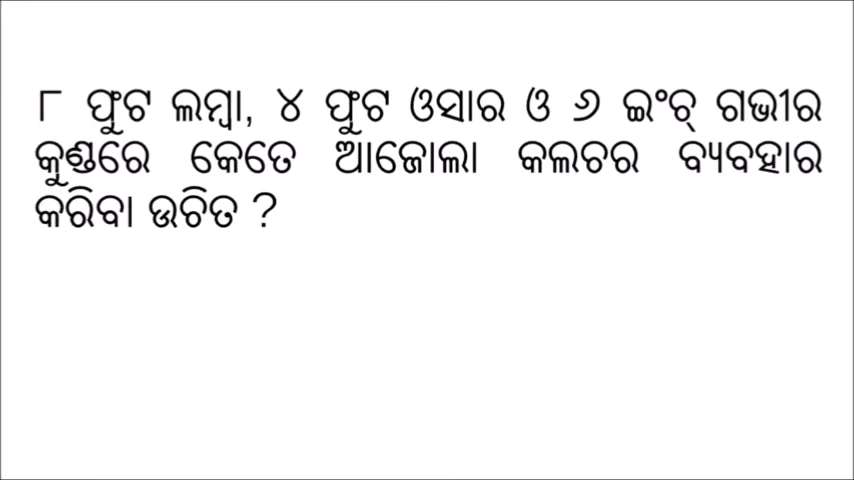 ୮ ଫୁଟ ଲମ୍ବା, ୪ ଫୁଟ ଓସାର ଓ ୬ ଇଂଚ୍ ଗଭୀର
କୁଣ୍ଡରେ କେତେ ଆଜୋଲା କଲଚର ବ୍ୟବହାର
କରିବା ଉଚିତ ?